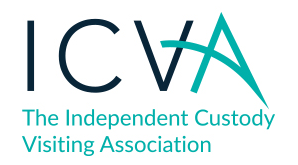 ICVA
The Independent Custody
Visiting Association